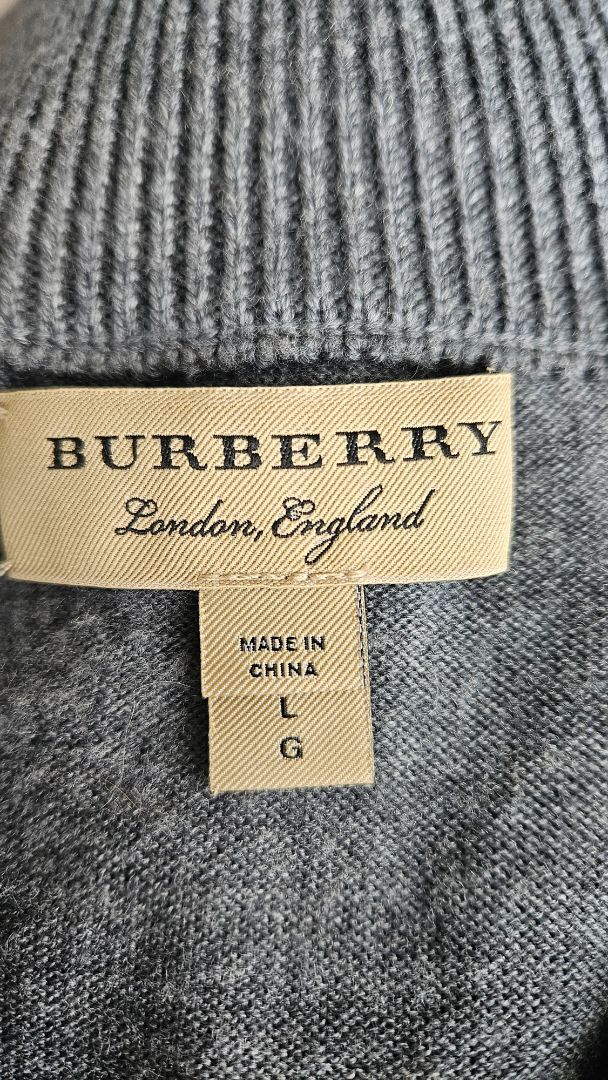 BURBERRY
London, England
MADE IN
CHINA
L
G